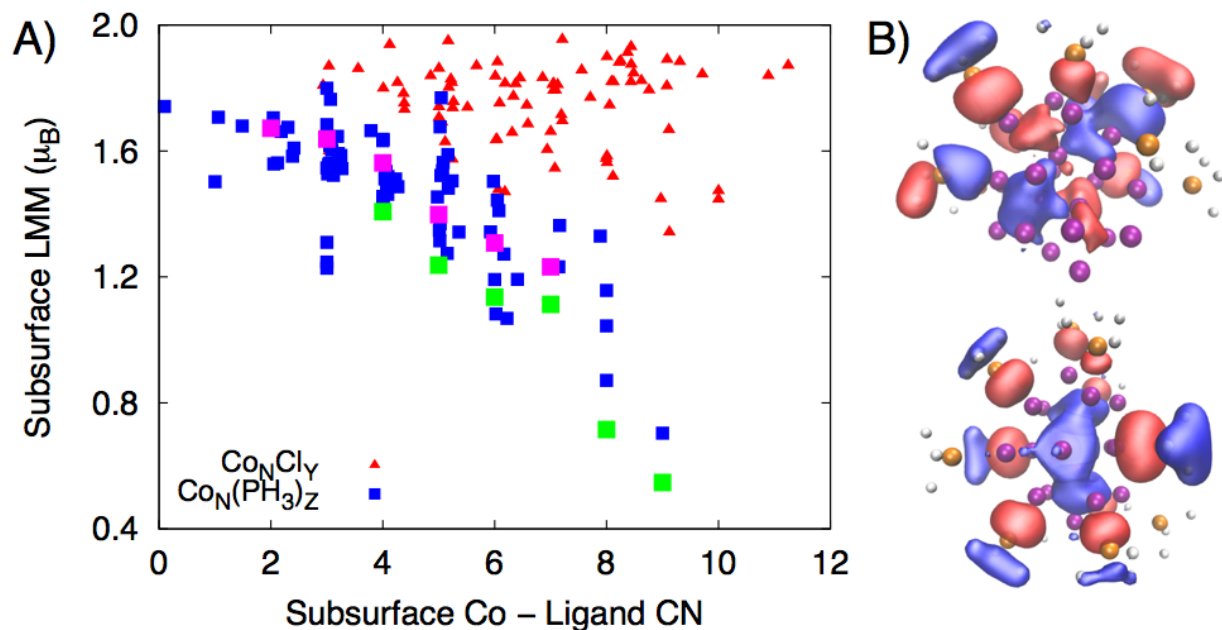 A)
B)
2.0
1.6
1.2
0.8
0.4
Surface LMM (μB)
CoNClY
CoN(PH3)Z
0 2 4 6 8 10 12
Subsurface Co – Ligand CN